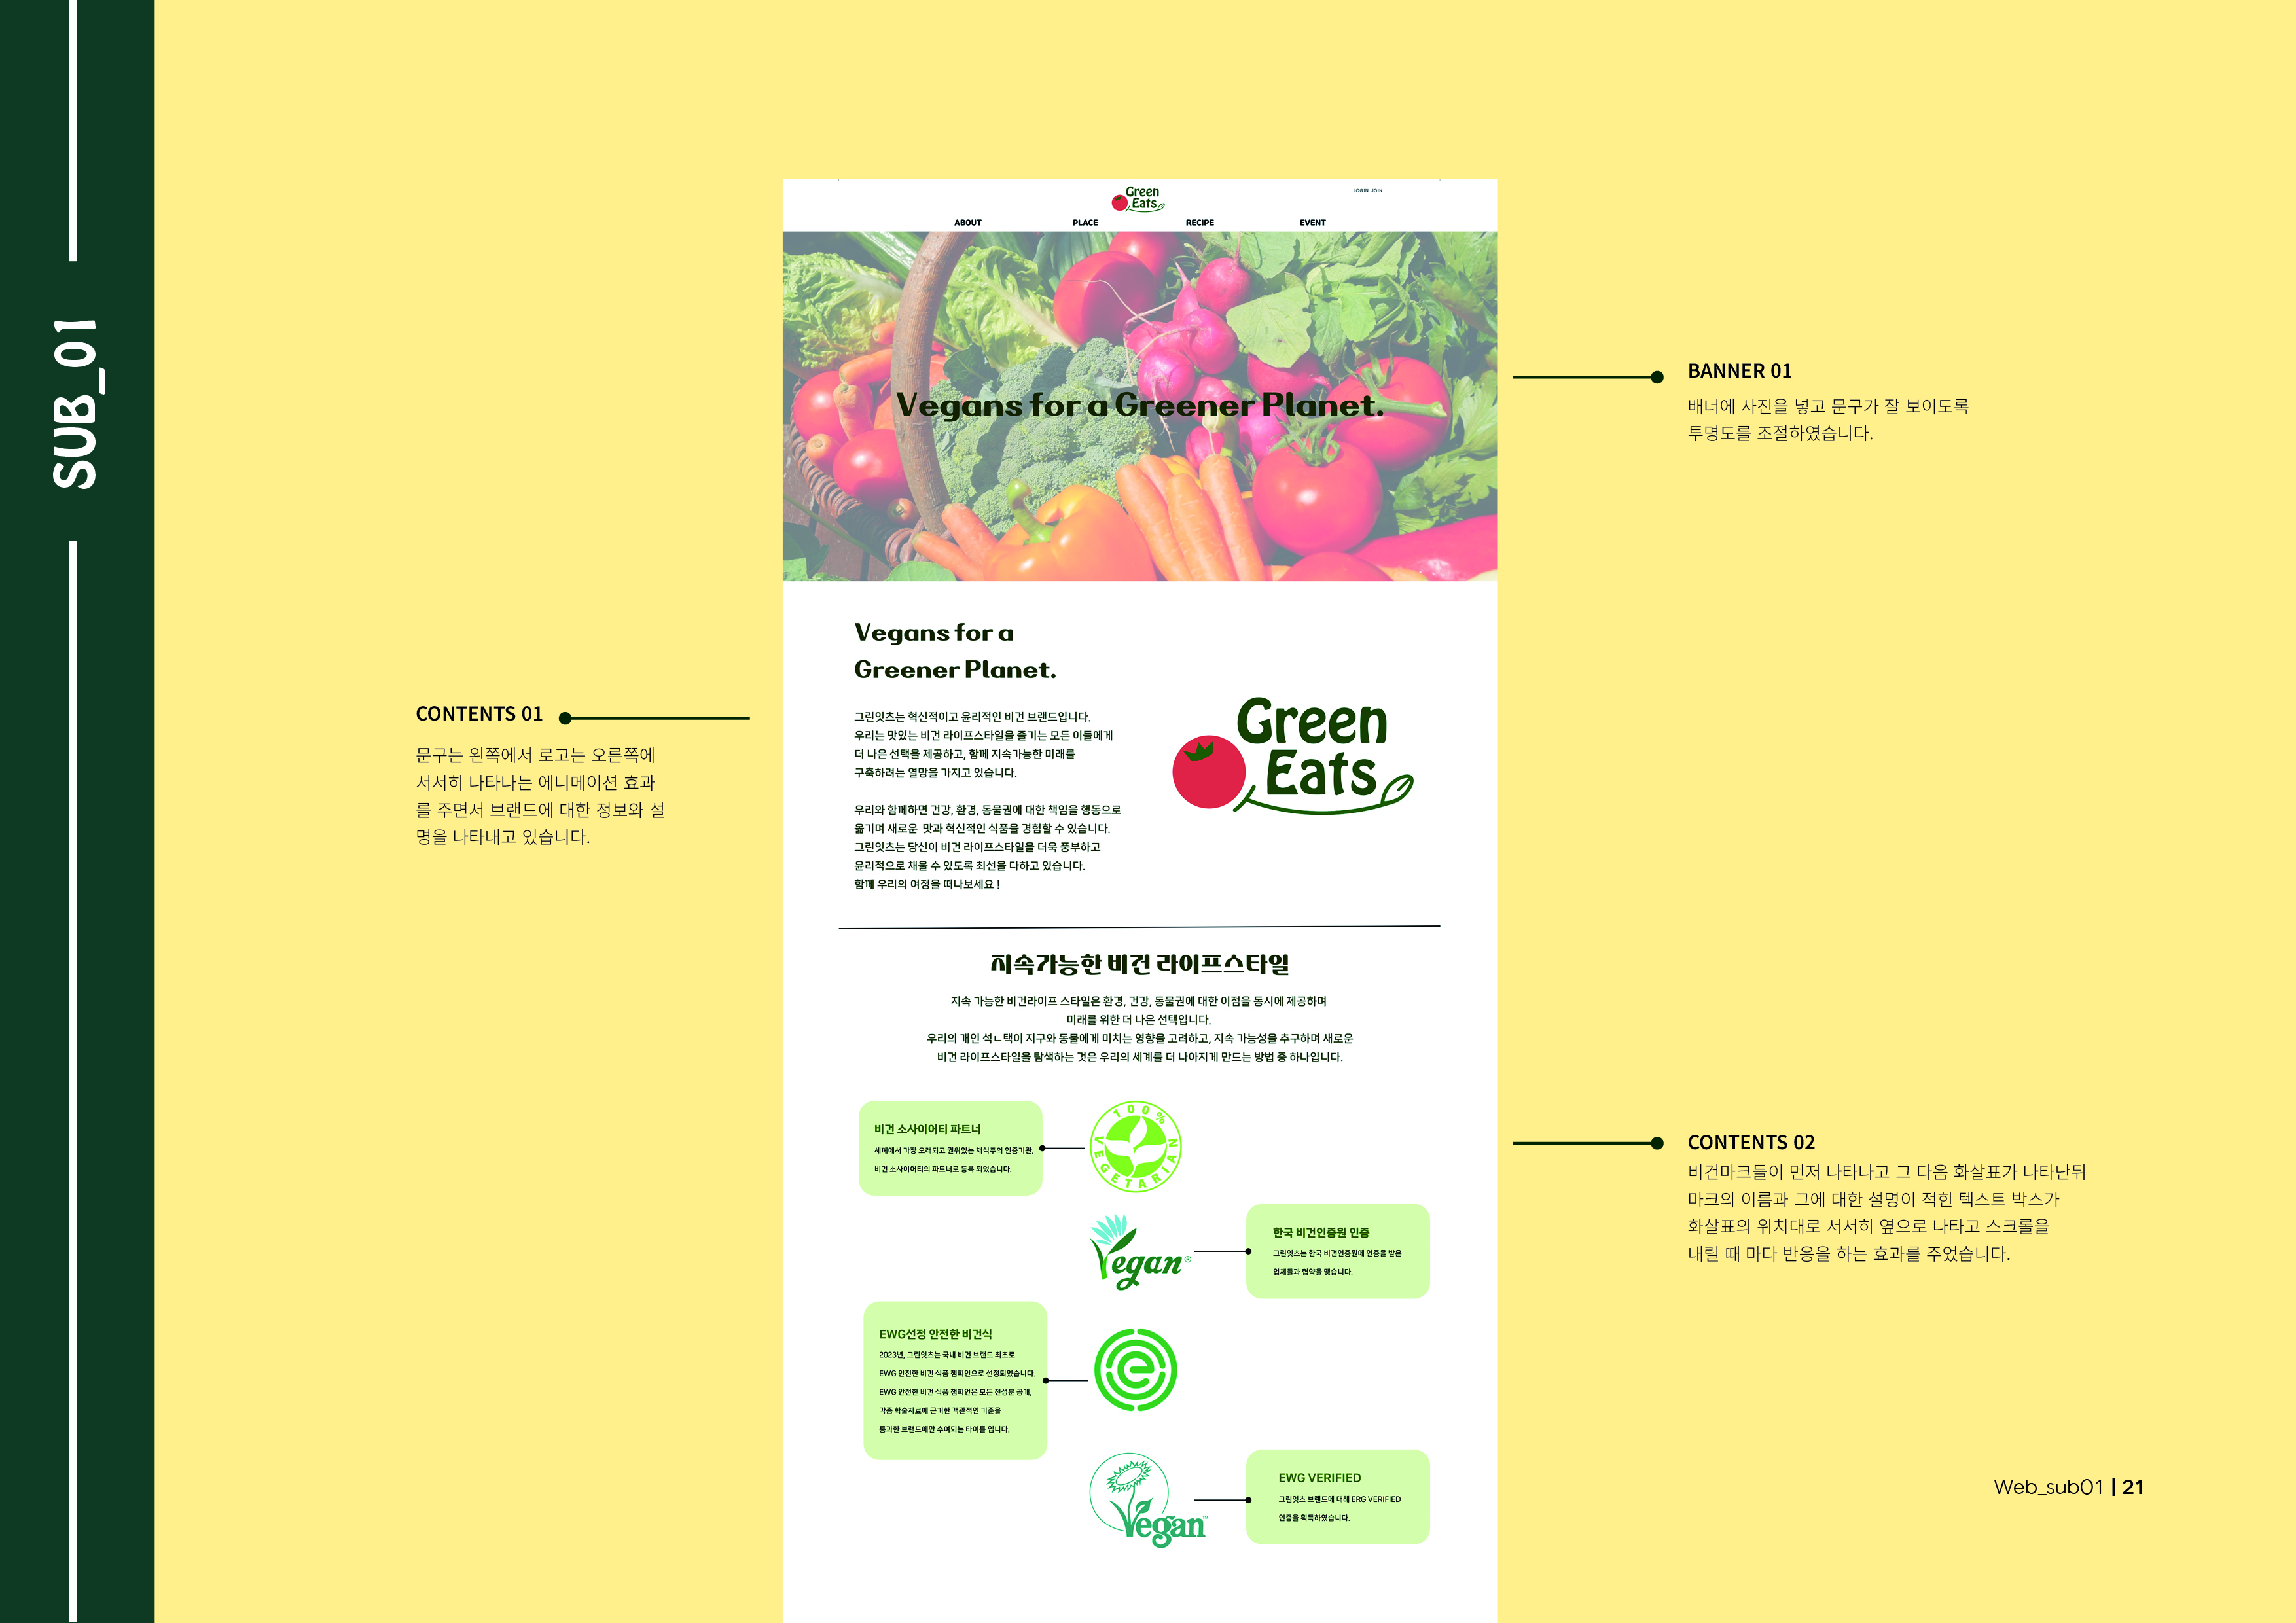 SUB_01
Green
Eats
LOGIN JOIN
ABOUT PLACE RECIPE EVENT
Vegans for a Greener Planet.
BANNER 01
배너에 사진을 넣고 문구가 잘 보이도록
투명도를 조절하였습니다.
CONTENTS 01
문구는 왼쪽에서 로고는 오른쪽에
서서히 나타나는 에니메이션 효과
를 주면서 브랜드에 대한 정보와 설
명을 나타내고 있습니다.
Vegans for a
Greener Planet.
그린잇츠는 혁신적이고 윤리적인 비건 브랜드입니다.
우리는 맛있는 비건 라이프스타일을 즐기는 모든 이들에게
더 나은 선택을 제공하고, 함께 지속가능한 미래를
구축하려는 열망을 가지고 있습니다.
우리와 함께하면 건강, 환경, 동물권에 대한 책임을 행동으로
옮기며 새로운 맛과 혁신적인 식품을 경험할 수 있습니다.
그린잇츠는 당신이 비건 라이프스타일을 더욱 풍부하고
윤리적으로 채울 수 있도록 최선을 다하고 있습니다.
함께 우리의 여정을 떠나보세요 !
Green
Eats
지속가능한 비건 라이프스타일
지속 가능한 비건라이프 스타일은 환경, 건강, 동물권에 대한 이점을 동시에 제공하며
미래를 위한 더 나은 선택입니다.
우리의 개인 석ㄴ택이 지구와 동물에게 미치는 영향을 고려하고, 지속 가능성을 추구하며 새로운
비건 라이프스타일을 탐색하는 것은 우리의 세계를 더 나아지게 만드는 방법 중 하나입니다.
비건 소사이어티 파트너
세꼐에서 가장 오래되고 권위있는 채식주의 인증기관,
비건 소사이어티의 파트너로 등록 되었습니다.
100% VEGETARIAN
Vegan®
한국 비건인증원 인증
그린잇츠는 한국 비건인증원에 인증을 받은
업체들과 협약을 맺습니다.
EWG선정 안전한 비건식
2023년, 그린잇츠는 국내 비건 브랜드 최초로
EWG 안전한 비건 식품 챔피언으로 선정되었습니다.
EWG 안전한 비건 식품 챔피언은 모든 전성분 공개,
각종 학술자료에 근거한 객관적인 기준을
통과한 브랜드에만 수여되는 타이틀 입니다.
e
Vegan™
EWG VERIFIED
그린잇츠 브랜드에 대해 ERG VERIFIED
인증을 획득하였습니다.
CONTENTS 02
비건마크들이 먼저 나타나고 그 다음 화살표가 나타난뒤
마크의 이름과 그에 대한 설명이 적힌 텍스트 박스가
화살표의 위치대로 서서히 옆으로 나타고 스크롤을
내릴 때 마다 반응을 하는 효과를 주었습니다.
Web_sub01 | 21